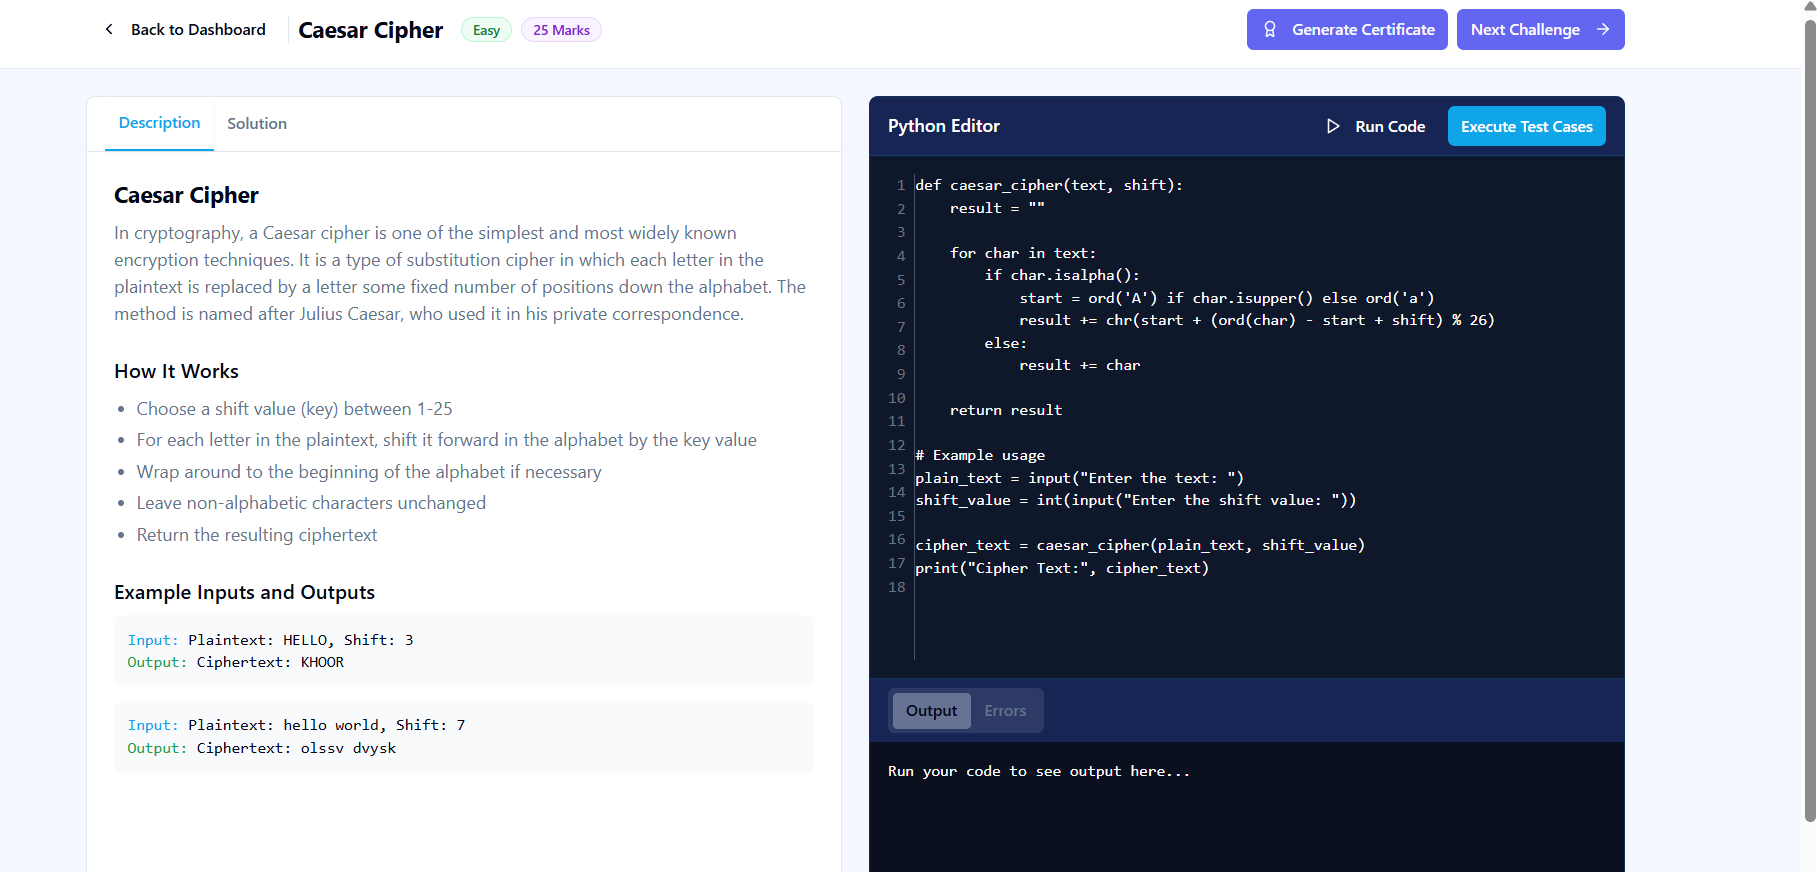 Back to Dashboard
Caesar Cipher
Easy
25 Marks
Generate Certificate
Next Challenge
Description
Solution
Caesar Cipher
In cryptography, a Caesar cipher is one of the simplest and most widely known
encryption techniques. It is a type of substitution cipher in which each letter in the
plaintext is replaced by a letter some fixed number of positions down the alphabet. The
method is named after Julius Caesar, who used it in his private correspondence.
How It Works
• Choose a shift value (key) between 1-25
• For each letter in the plaintext, shift it forward in the alphabet by the key value
• Wrap around to the beginning of the alphabet if necessary
• Leave non-alphabetic characters unchanged
• Return the resulting ciphertext
Example Inputs and Outputs
Input: Plaintext: HELLO, Shift: 3
Output: Ciphertext: KHOOR
Input: Plaintext: hello world, Shift: 7
Output: Ciphertext: olssv dvysk
Python Editor
Run Code
Execute Test Cases
1 def caesar_cipher(text, shift):
2     result = ""
3
4     for char in text:
5         if char.isalpha():
6             start = ord('A') if char.isupper() else ord('a')
7             result += chr(start + (ord(char) - start + shift) % 26)
8         else:
9             result += char
10
11     return result
12
13 # Example usage
14 plain_text = input("Enter the text: ")
15 shift_value = int(input("Enter the shift value: "))
16
17 cipher_text = caesar_cipher(plain_text, shift_value)
18 print("Cipher Text:", cipher_text)
Output
Errors
Run your code to see output here...